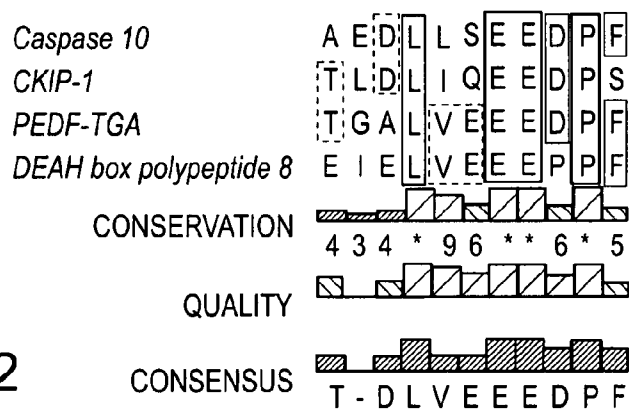 Caspase 10 A E D L L S E E D P F
CKIP-1 T L D L I Q E E D P S
PEDF-TGA T G A L V E E E D P F
DEAH box polypeptide 8 E I E L V E E E P P F
CONSERVATION
4 3 4 * 9 6 * * 6 * 5
QUALITY
2 CONSENSUS
T - D L V E E E D P F